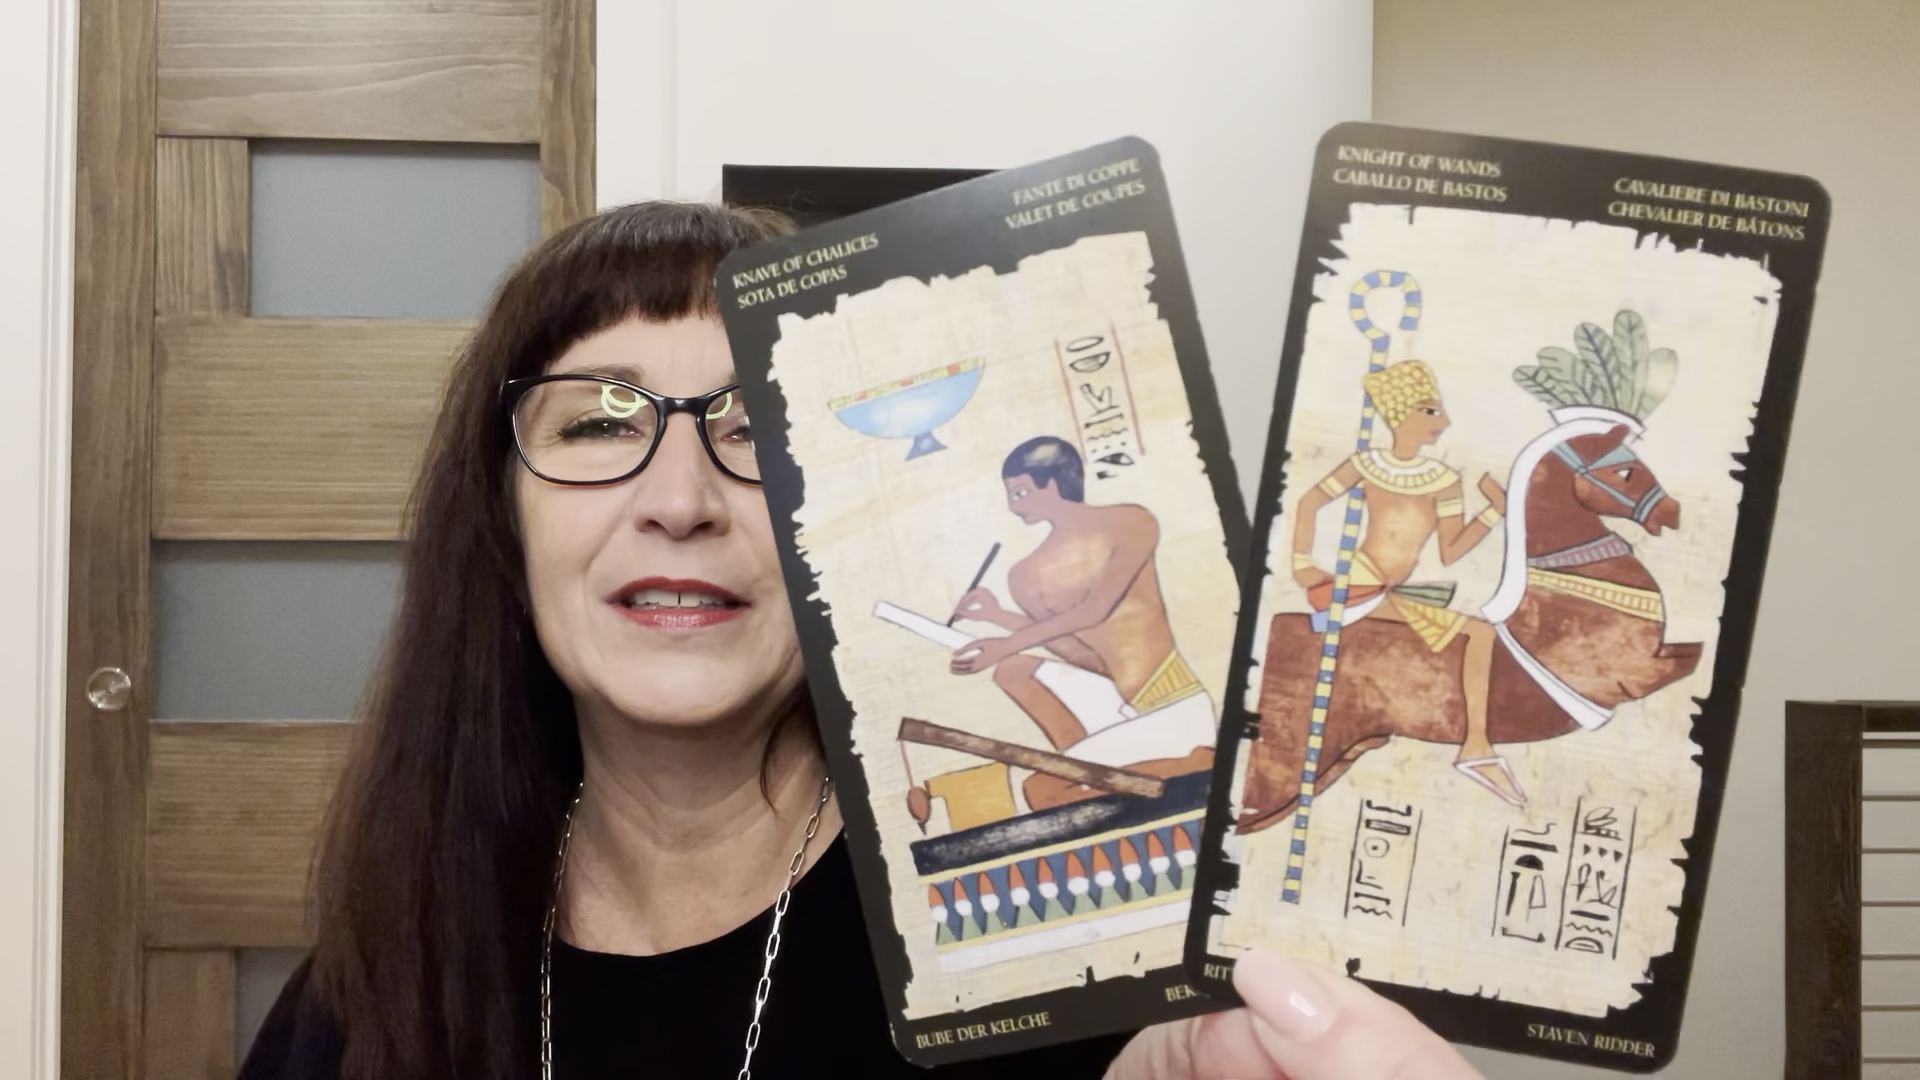 KNAVE OF CHALICES
SOTA DE COPAS
FANTE DI COPPE
VALET DE COUPES
BUBE DER KELCHE
KNIGHT OF WANDS
CABALLO DE BASTOS
CAVALIERE DI BASTONI
CHEVALIER DE BÂTONS
STAVEN RIDDER